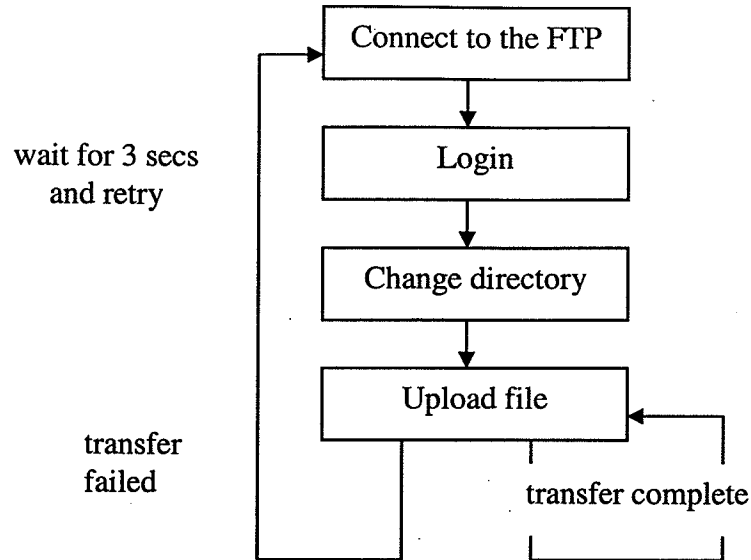 Connect to the FTP
wait for 3 secs
and retry
Login
Change directory
Upload file
transfer
failed
transfer complete